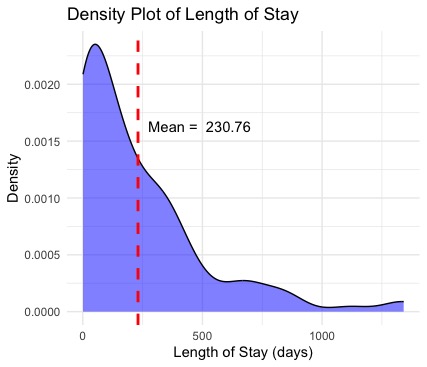 Density Plot of Length of Stay
0.0020
0.0015
0.0010
0.0005
0.0000
Density
Mean =  230.76
0
500
1000
Length of Stay (days)